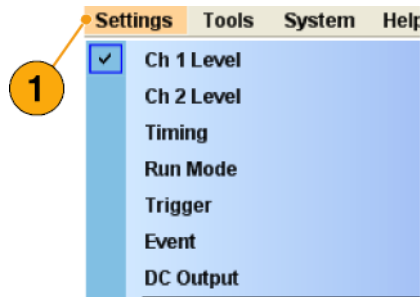 Settings Tools System Help
1
Ch 1 Level
Ch 2 Level
Timing
Run Mode
Trigger
Event
DC Output